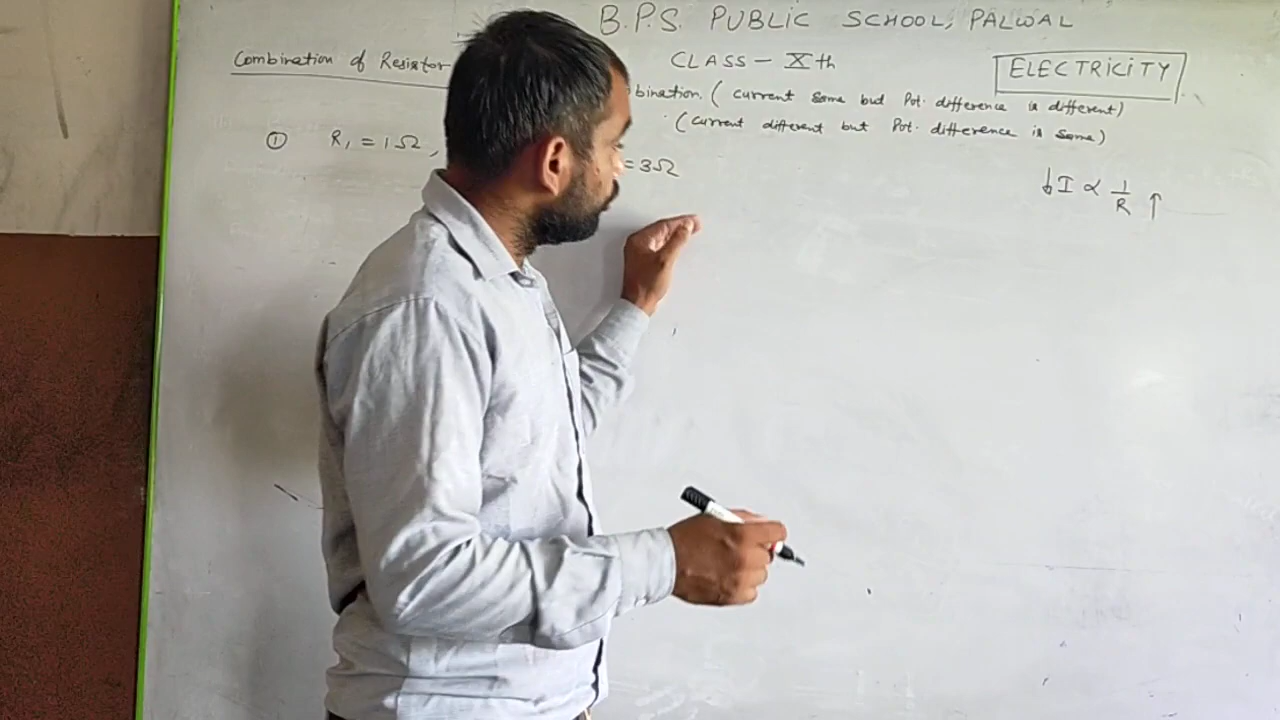 B.P.S. PUBLIC SCHOOL, PALWAL
CLASS - Xth
ELECTRICITY
Combination of Resistor
bination. ( current same but Pot. difference is different)
(current different but Pot. difference is same)
① R₁ = 1Ω,
= 3Ω
↓ I ∝ 1/R ↑